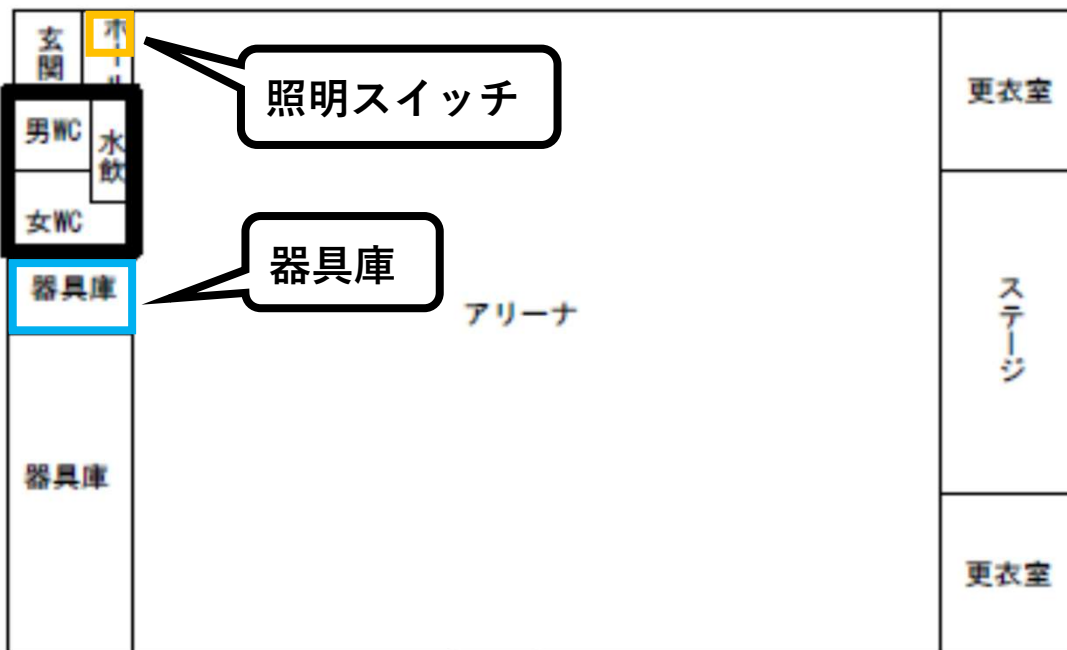 玄関
ホール
照明スイッチ
更衣室
男WC
水飲
女WC
器具庫
器具庫
アリーナ
ステージ
器具庫
更衣室